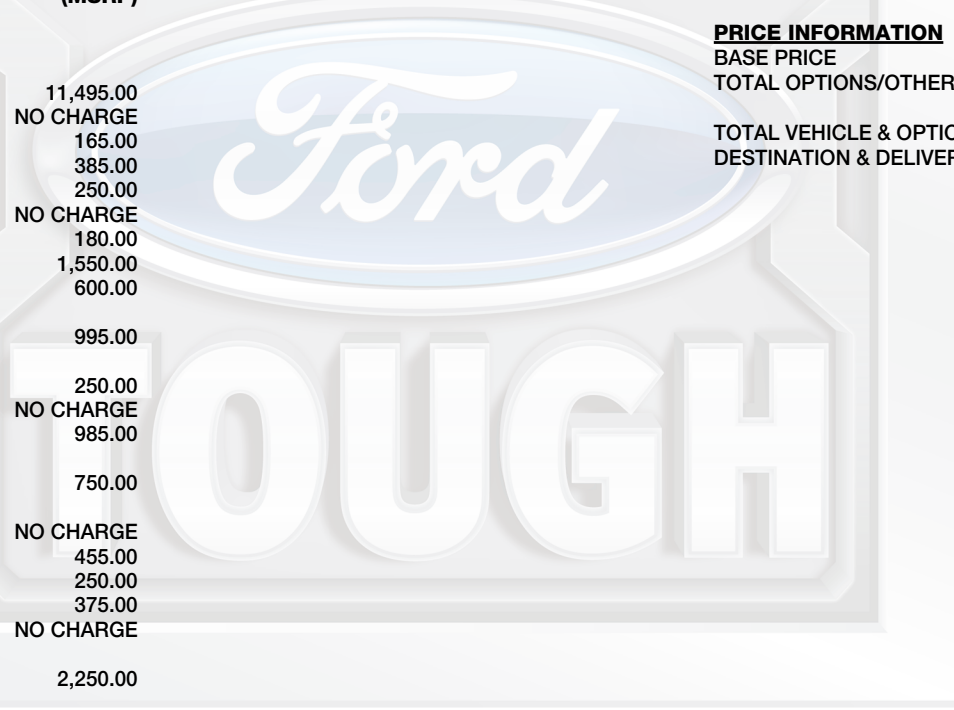 (MSRP)
11,495.00
NO CHARGE
165.00
385.00
250.00
NO CHARGE
180.00
1,550.00
600.00
995.00
250.00
NO CHARGE
985.00
750.00
NO CHARGE
455.00
250.00
375.00
NO CHARGE
2,250.00
PRICE INFORMATION
BASE PRICE
TOTAL OPTIONS/OTHER
TOTAL VEHICLE & OPTIO
DESTINATION & DELIVER
Ford
TOUGH